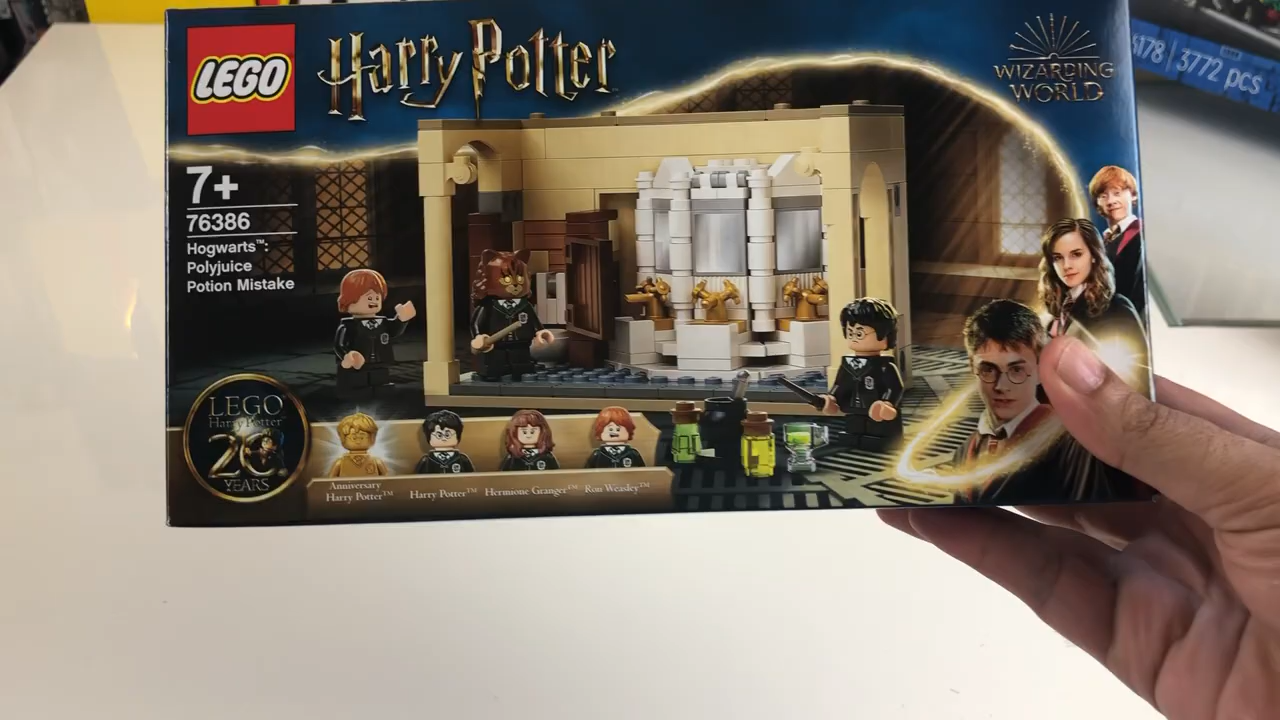 LEGO
Harry Potter
WIZARDING
WORLD
6178 | 3772 pcs
7+
76386
Hogwarts™:
Polyjuice
Potion Mistake
LEGO
Harry Potter
20
YEARS
Anniversary
Harry Potter™
Harry Potter™
Hermione Granger™
Ron Weasley™